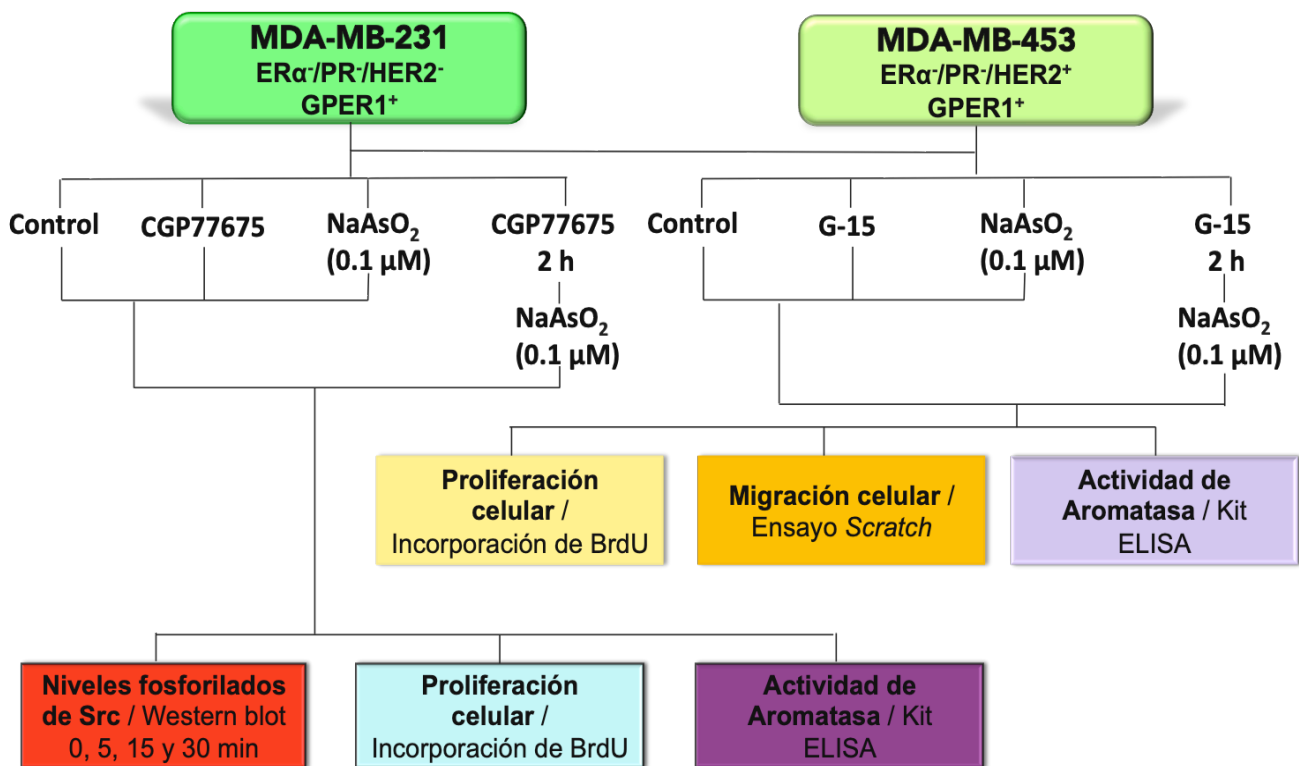 MDA-MB-231
ERα⁻/PR⁻/HER2⁻
GPER1⁺
MDA-MB-453
ERα⁻/PR⁻/HER2⁺
GPER1⁺
Control
CGP77675
NaAsO₂
(0.1 µM)
CGP77675
2 h
NaAsO₂
(0.1 µM)
Control
G-15
NaAsO₂
(0.1 µM)
G-15
2 h
NaAsO₂
(0.1 µM)
Proliferación
celular /
Incorporación de BrdU
Migración celular /
Ensayo Scratch
Actividad de
Aromatasa / Kit
ELISA
Niveles fosforilados
de Src / Western blot
0, 5, 15 y 30 min
Proliferación
celular /
Incorporación de BrdU
Actividad de
Aromatasa / Kit
ELISA